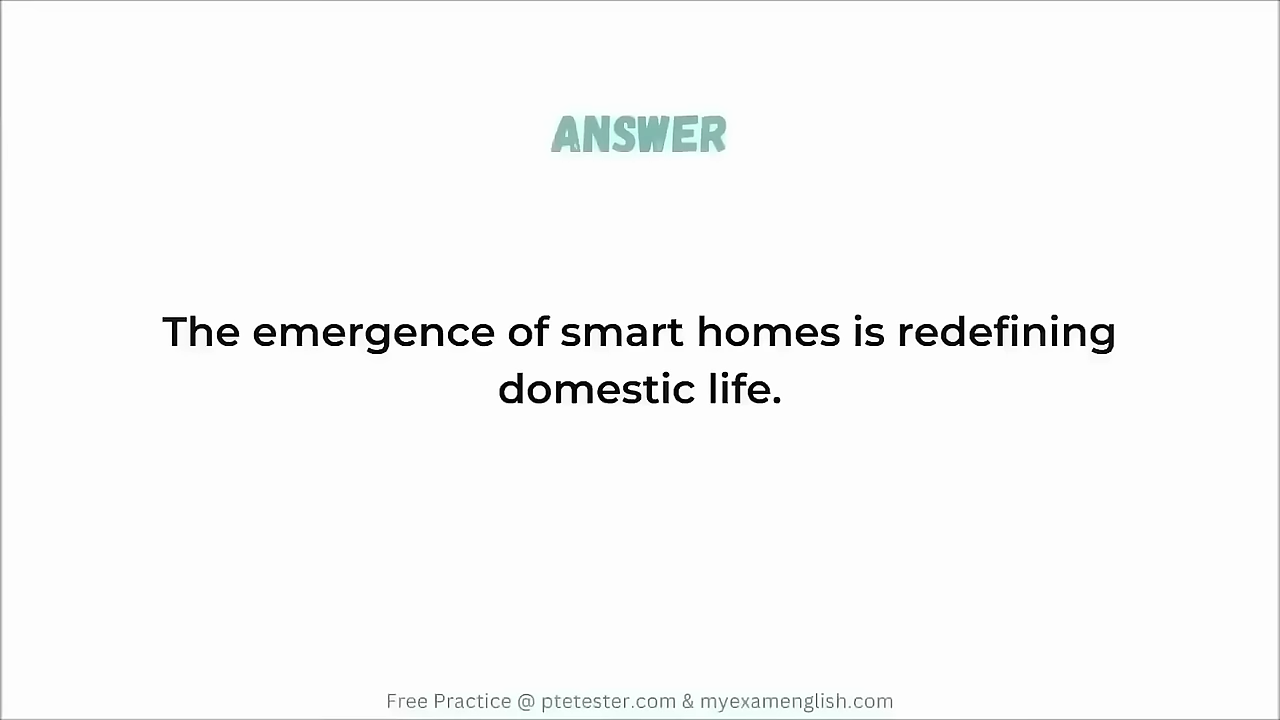 ANSWER
The emergence of smart homes is redefining
domestic life.
Free Practice @ ptetester.com & myexamenglish.com